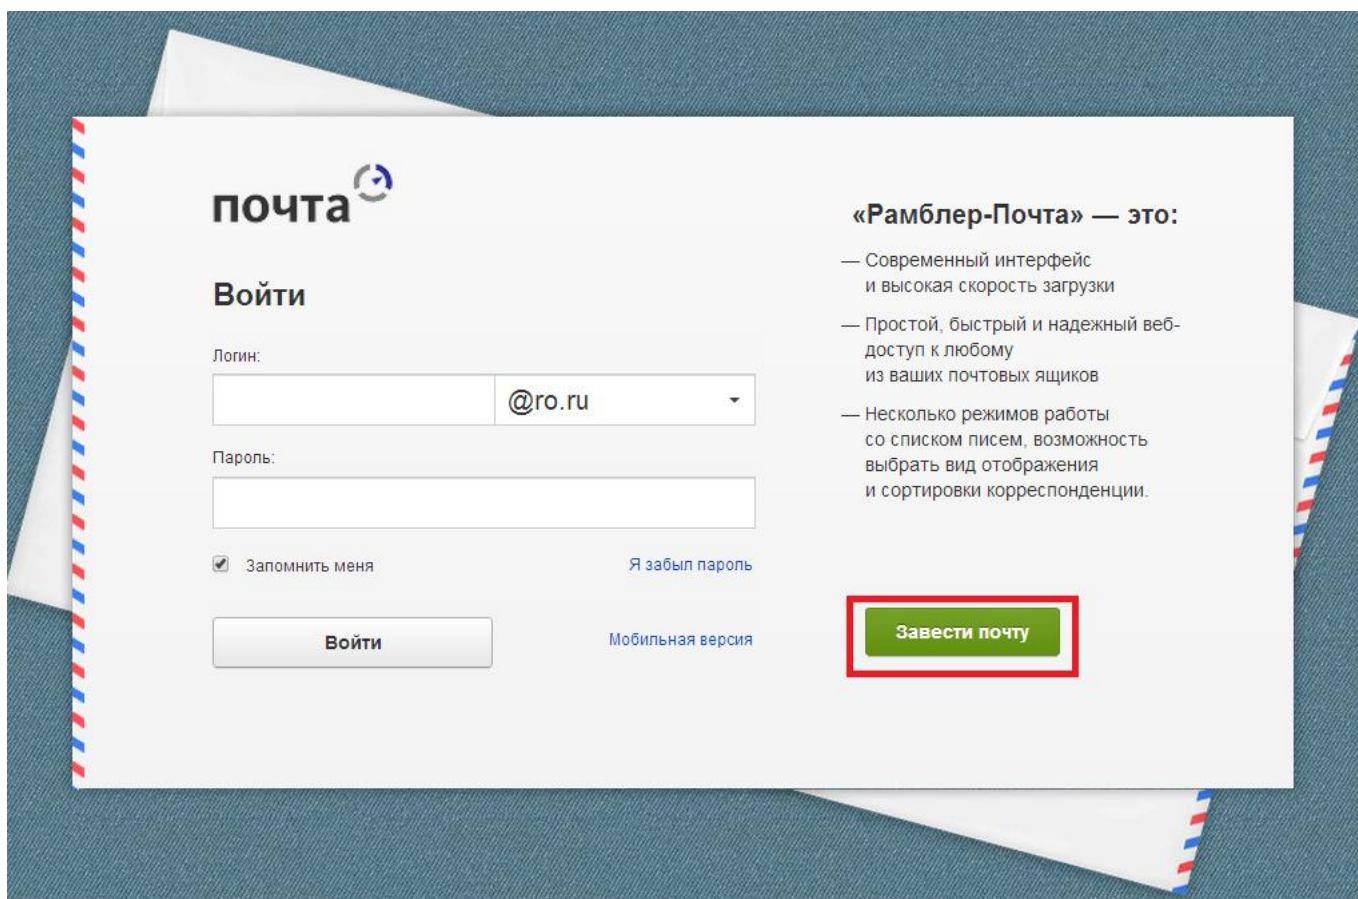 почта
Войти
Логин:
@ro.ru
Пароль:
Запомнить меня
Я забыл пароль
Войти
Мобильная версия
«Рамблер-Почта» — это:
— Современный интерфейс
и высокая скорость загрузки
— Простой, быстрый и надежный веб-
доступ к любому
из ваших почтовых ящиков
— Несколько режимов работы
со списком писем, возможность
выбрать вид отображения
и сортировки корреспонденции.
Завести почту